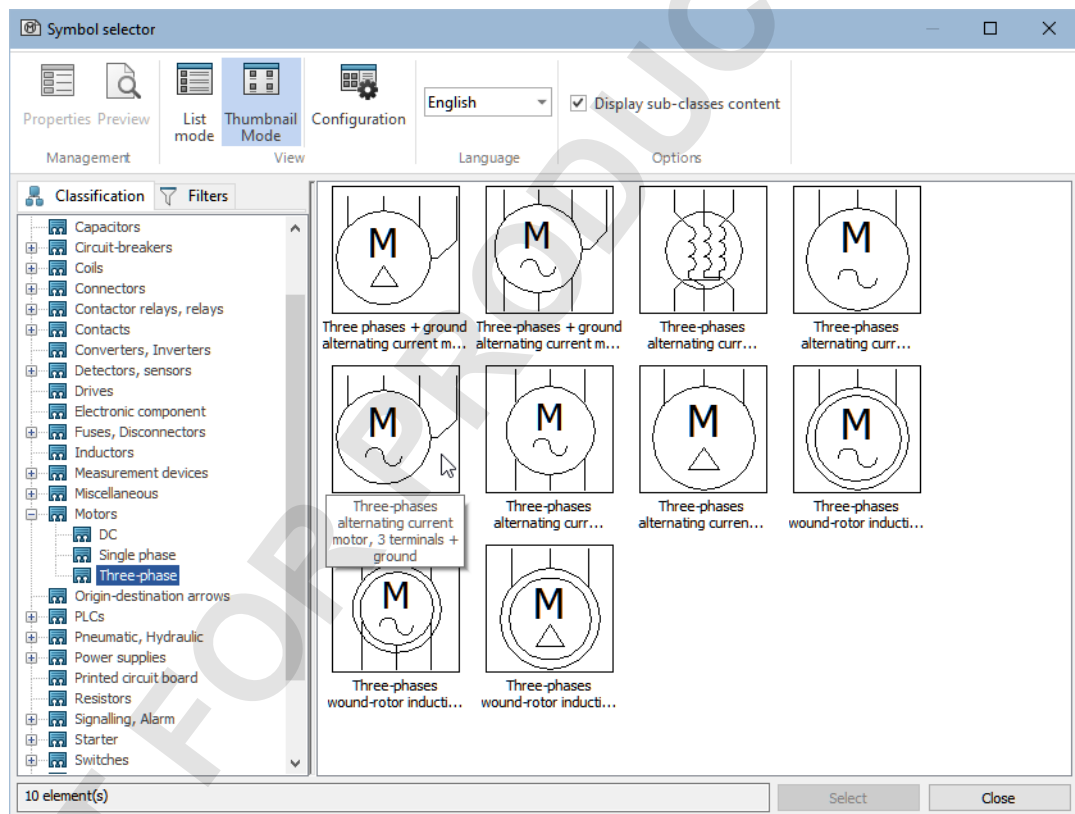 Symbol selector
Properties Preview
List mode
Thumbnail Mode
Configuration
English
Display sub-classes content
Management
View
Language
Options
Classification
Filters
Capacitors
Circuit-breakers
Coils
Connectors
Contactor relays, relays
Contacts
Converters, Inverters
Detectors, sensors
Drives
Electronic component
Fuses, Disconnectors
Inductors
Measurement devices
Miscellaneous
Motors
DC
Single phase
Three-phase
Origin-destination arrows
PLCs
Pneumatic, Hydraulic
Power supplies
Printed circuit board
Resistors
Signalling, Alarm
Starter
Switches
M
M
M
Three phases + ground
alternating current m...
Three-phases + ground
alternating current m...
Three-phases
alternating curr...
Three-phases
alternating curr...
M
M
M
M
Three-phases
alternating current
motor, 3 terminals +
ground
Three-phases
alternating curr...
Three-phases
alternating curren...
Three-phases
wound-rotor inducti...
M
M
Three-phases
wound-rotor inducti...
Three-phases
wound-rotor inducti...
10 element(s)
Select
Close
FOR PRODUC